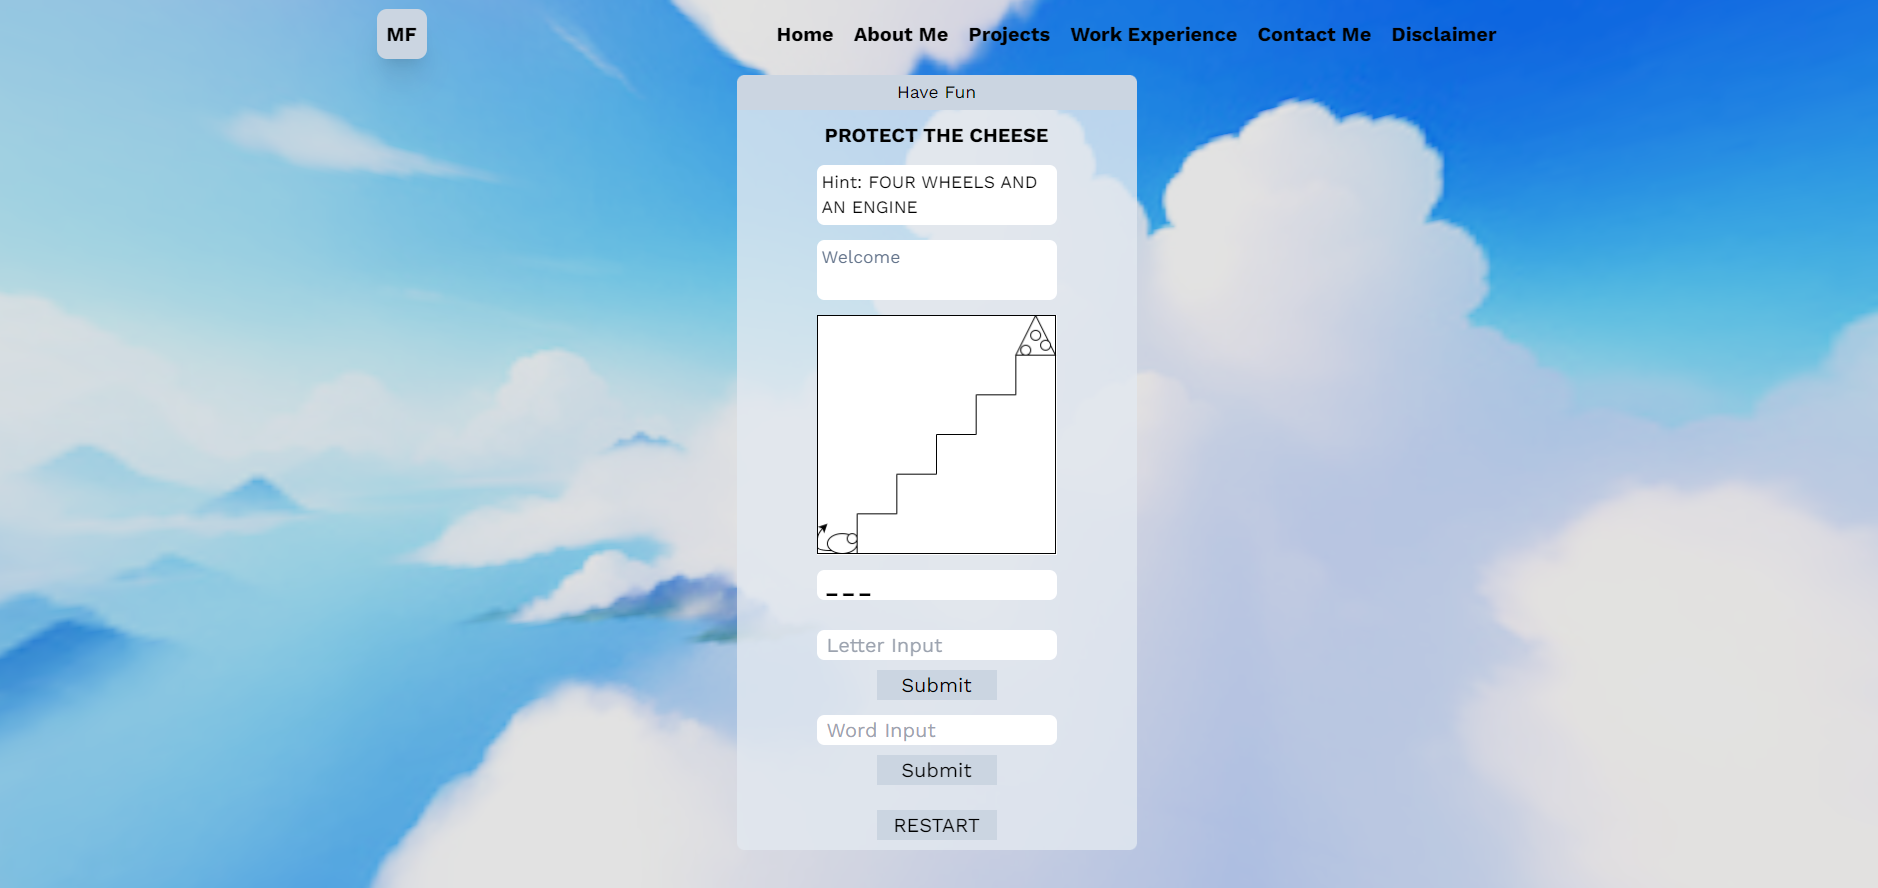 MF
Home About Me Projects Work Experience Contact Me Disclaimer
Have Fun
PROTECT THE CHEESE
Hint: FOUR WHEELS AND
AN ENGINE
Welcome
_ _ _
Letter Input
Submit
Word Input
Submit
RESTART